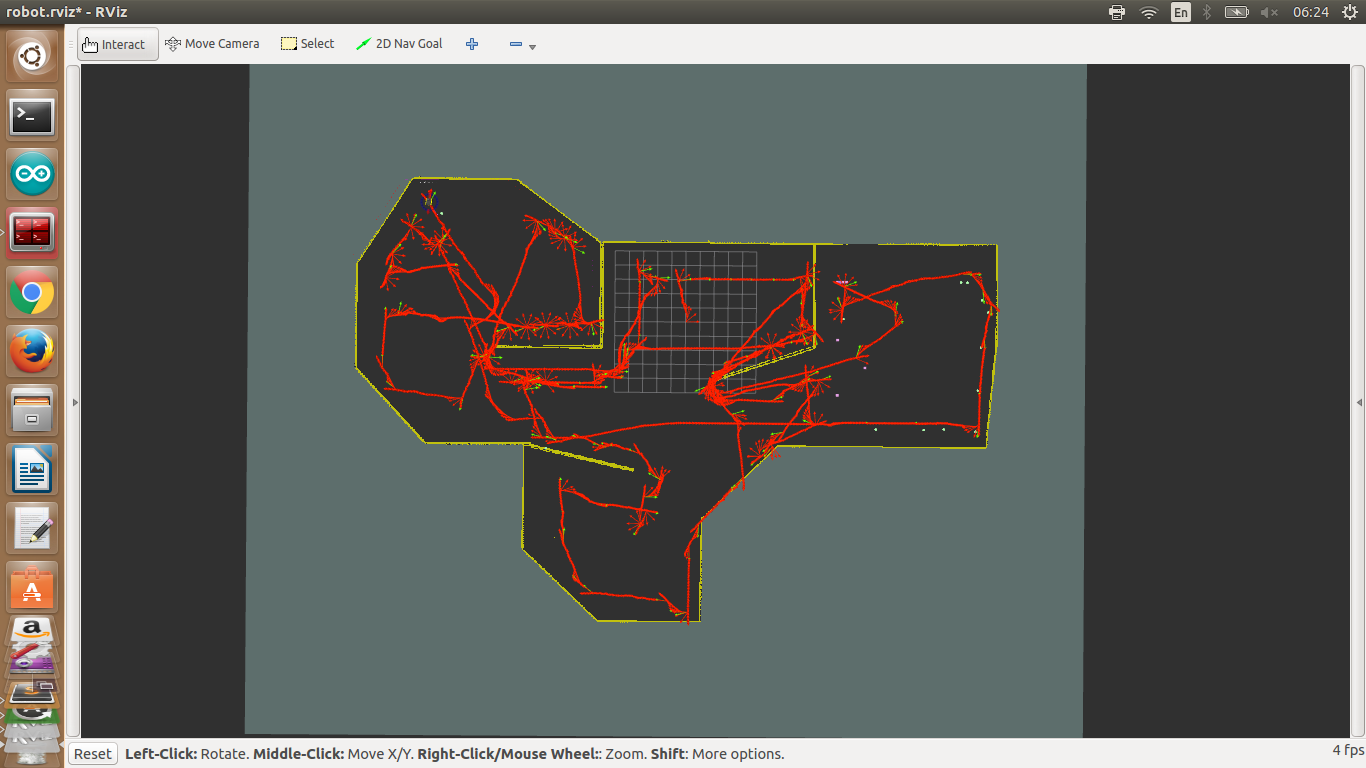 robot.rviz* - RViz
En
06:24
Interact
Move Camera
Select
2D Nav Goal
Reset
Left-Click: Rotate. Middle-Click: Move X/Y. Right-Click/Mouse Wheel:: Zoom. Shift: More options.
4 fps